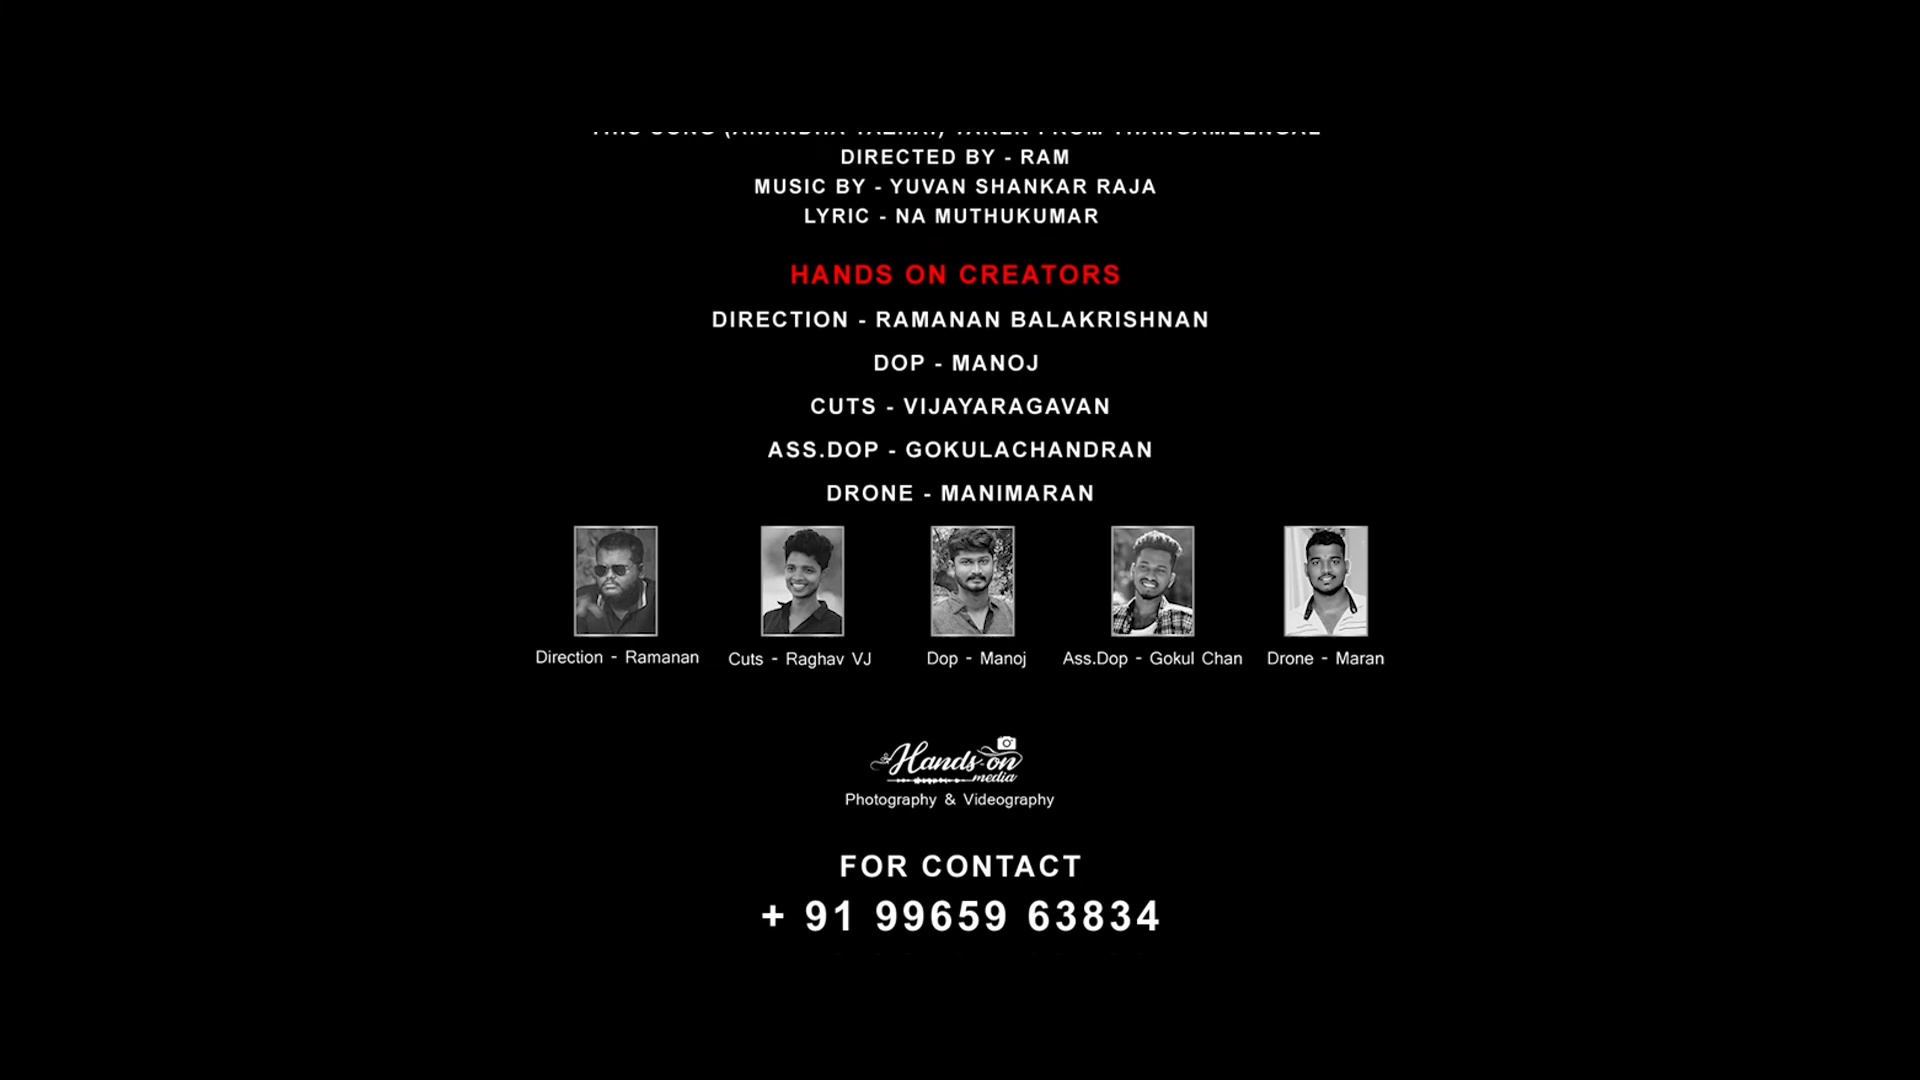 DIRECTED BY - RAM
MUSIC BY - YUVAN SHANKAR RAJA
LYRIC - NA MUTHUKUMAR
HANDS ON CREATORS
DIRECTION - RAMANAN BALAKRISHNAN
DOP - MANOJ
CUTS - VIJAYARAGAVAN
ASS.DOP - GOKULACHANDRAN
DRONE - MANIMARAN
Direction - Ramanan
Cuts - Raghav VJ
Dop - Manoj
Ass.Dop - Gokul Chan
Drone - Maran
Hands on
media
Photography & Videography
FOR CONTACT
+ 91 99659 63834